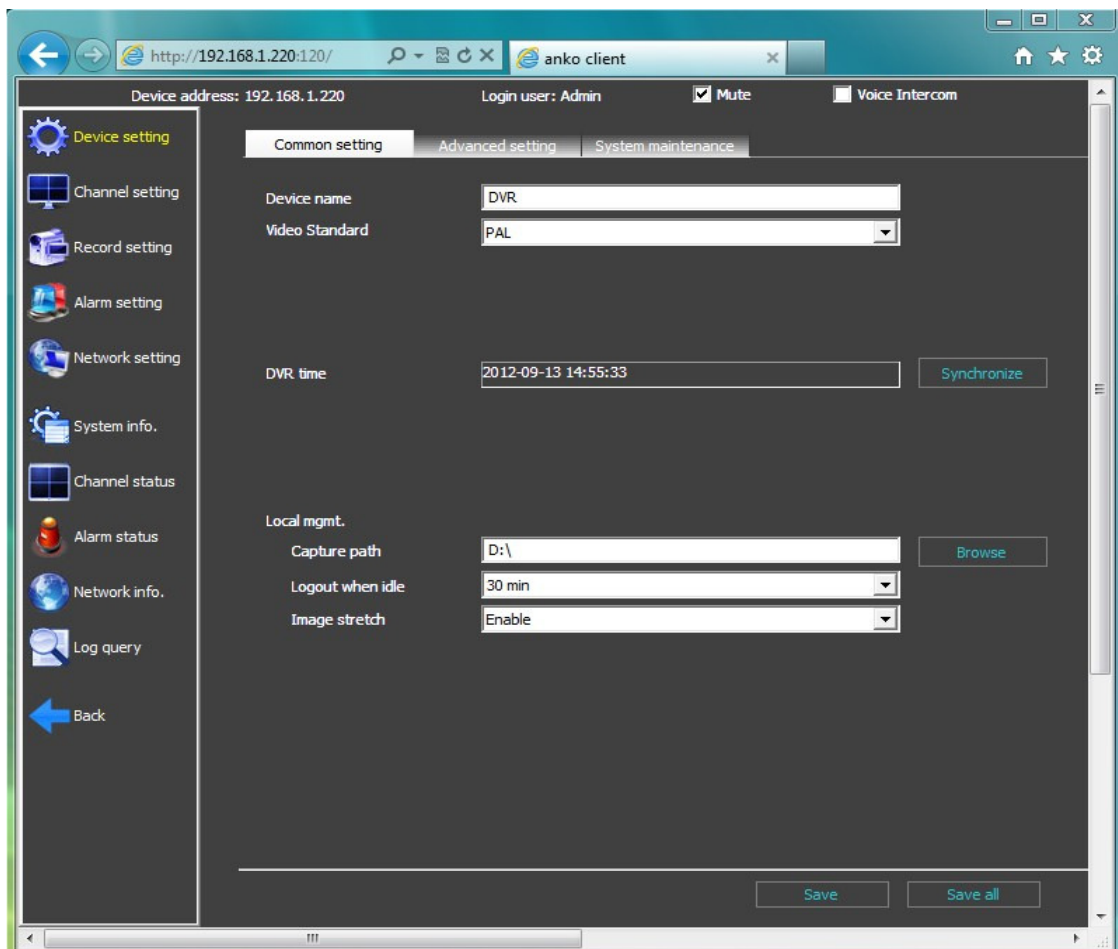 http://192.168.1.220:120/
anko client
Device address: 192.168.1.220 Login user: Admin Mute Voice Intercom
Device setting
Channel setting
Record setting
Alarm setting
Network setting
System info.
Channel status
Alarm status
Network info.
Log query
Back
Common setting Advanced setting System maintenance
Device name DVR
Video Standard PAL
DVR time 2012-09-13 14:55:33 Synchronize
Local mgmt.
Capture path D:\ Browse
Logout when idle 30 min
Image stretch Enable
Save Save all